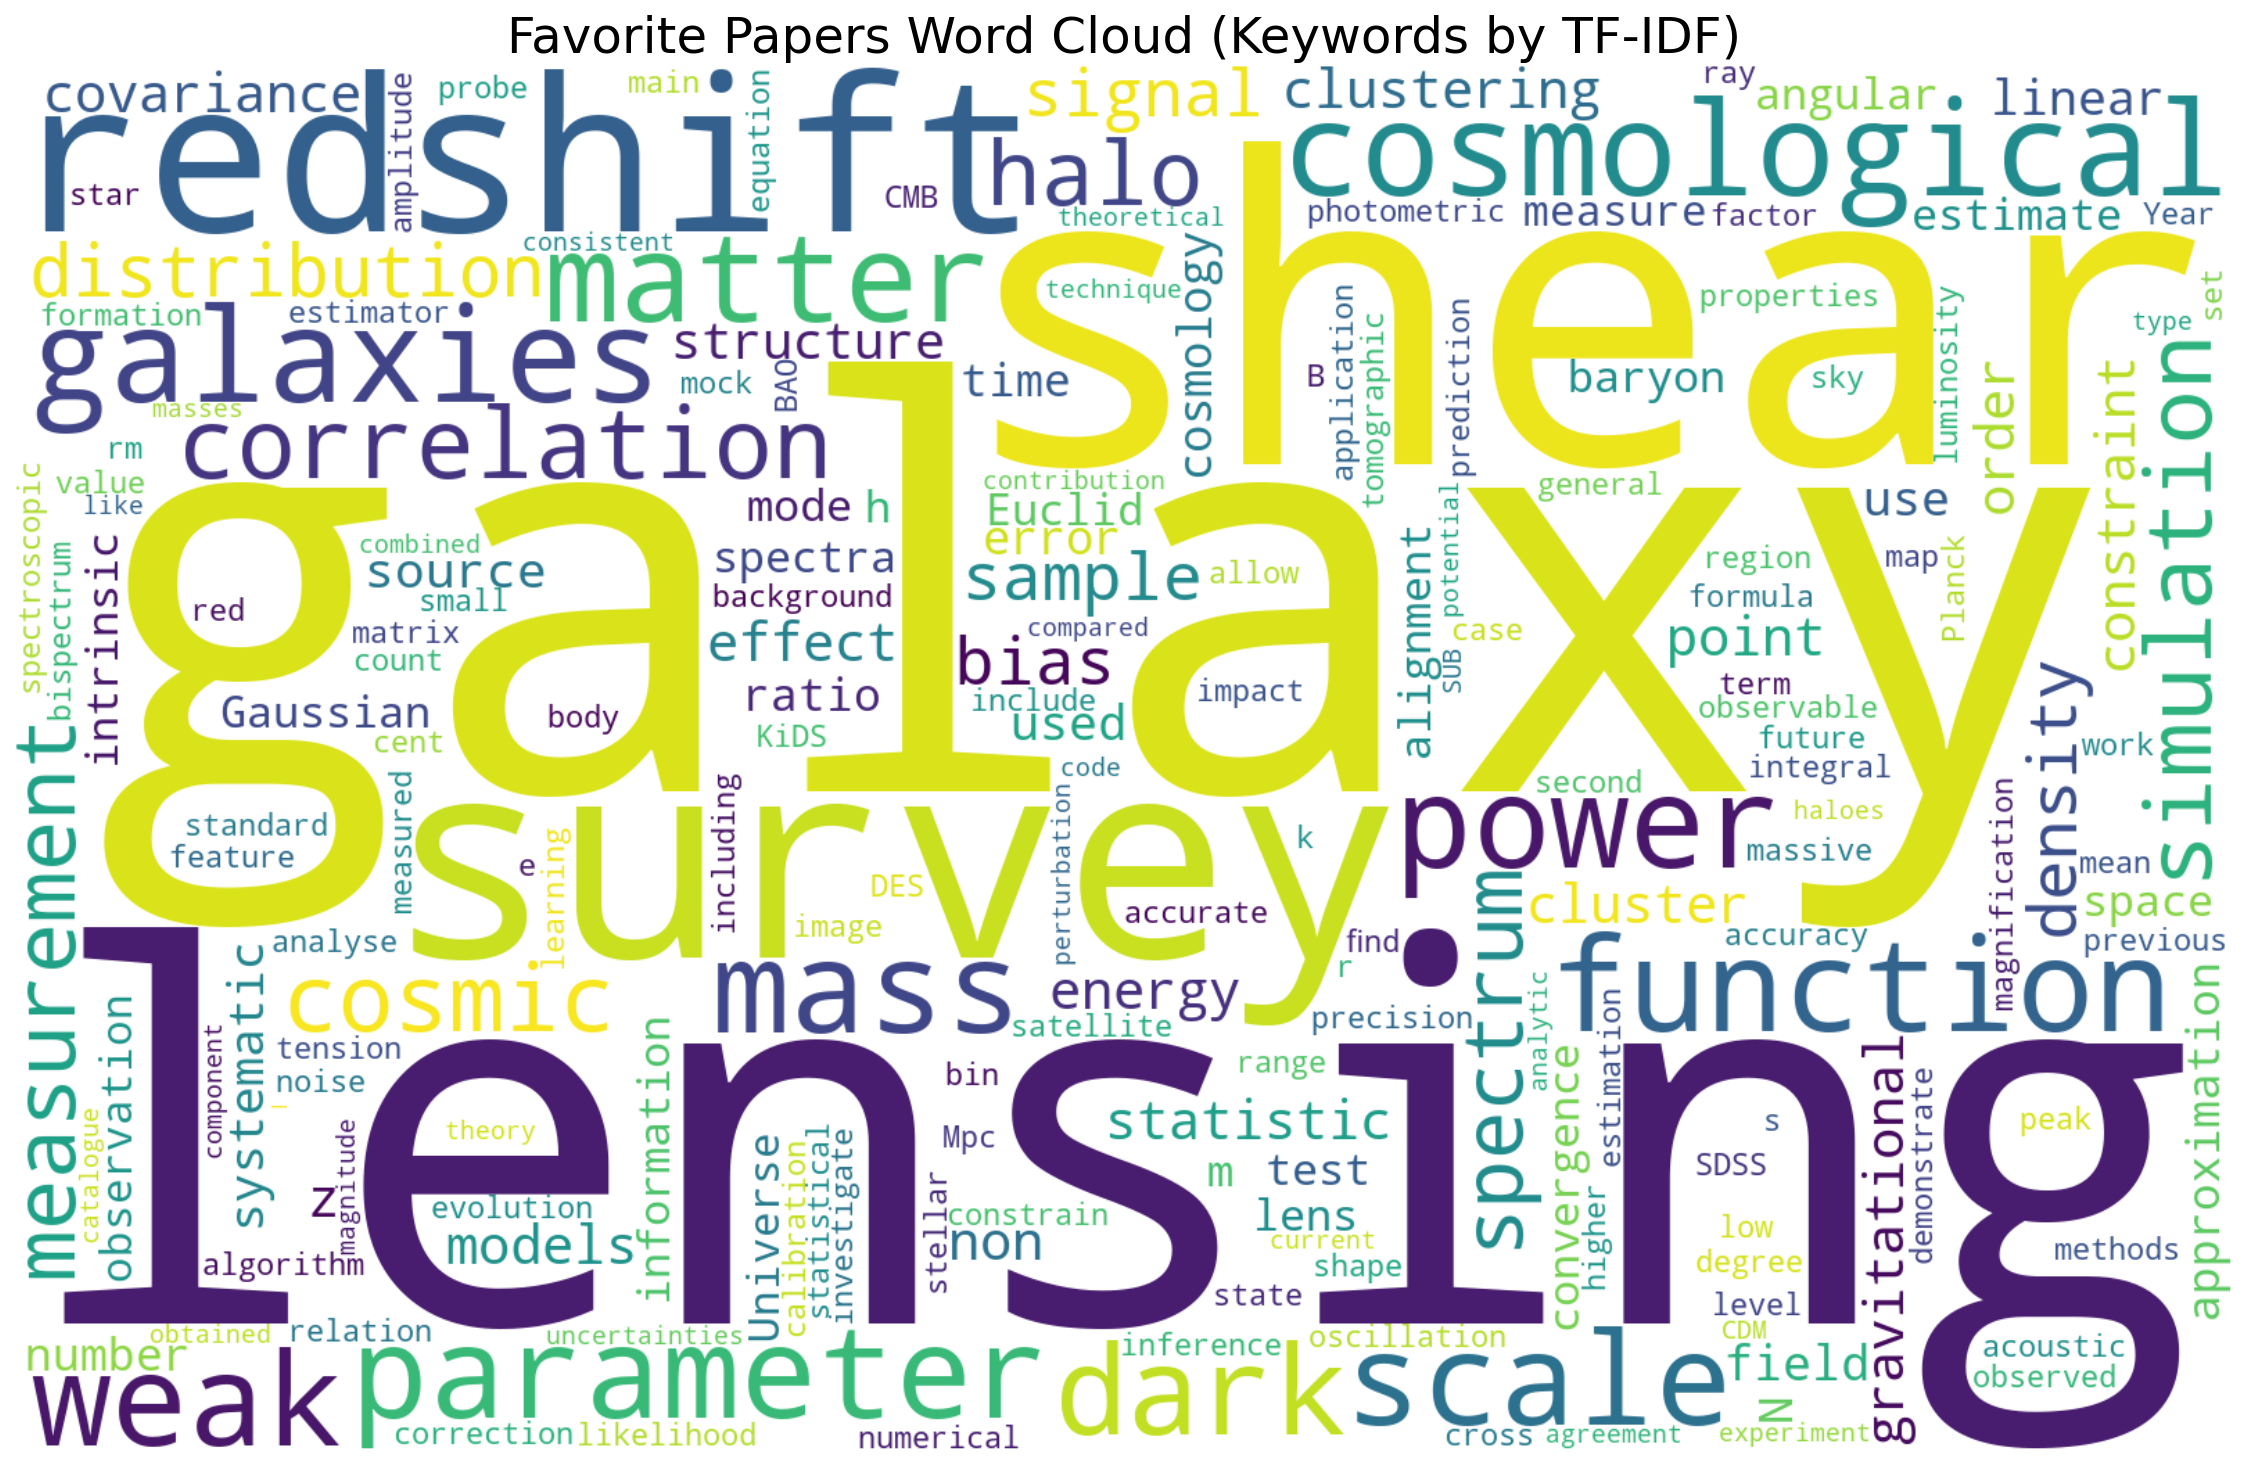 Favorite Papers Word Cloud (Keywords by TF-IDF)
covariance
amplitude
probe
main
equation
signal
clustering
ray
angular
linear
redshift
star
CMB
halo
cosmological
theoretical
photometric
measure
factor
estimate
Year
distribution
consistent
matter
shear
technique
cosmology
properties
set
formation
estimator
galaxies
structure
time
application
tomographic
prediction
baryon
sky
luminosity
type
mock
BAO
B
masses
correlation
order
constraint
simulation
rm
value
like
spectroscopic
bispectrum
intrinsic
galaxy
mode
h
contribution
Euclid
error
general
use
combined
source
small
spectra
sample
allow
alignment
potential
region
map
Planck
red
background
formula
matrix
count
effect
bias
compared
case
point
SUB
Gaussian
body
ratio
include
impact
term
observable
cent
KiDS
used
future
work
density
code
second
integral
measurement
standard
feature
measured
learning
survey
e
including
DES
image
perturbation
k
power
haloes
massive
mean
magnification
accurate
cluster
space
analyse
find
spectrum
accuracy
previous
cosmic
mass
energy
r
function
systematic
observation
satellite
precision
analytic
estimation
approximation
component
tension
noise
information
bin
range
convergence
gravitational
demonstrate
lensing
theory
Universe
calibration
statistical
investigate
Mpc
statistic
s
peak
catalogue
magnitude
m
test
SDSS
z
evolution
stellar
constrain
lens
higher
low
models
non
current
degree
methods
algorithm
shape
state
level
number
obtained
relation
uncertainties
inference
oscillation
CDM
acoustic
weak
parameter
dark
scale
field
observed
N
correction
likelihood
numerical
cross
agreement
experiment